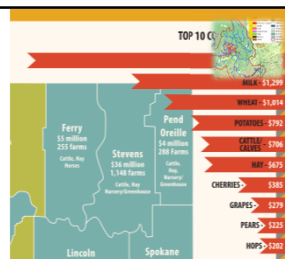 TOP 10 CO
MILK - $1,299
WHEAT - $1,014
POTATOES - $792
CATTLE/
CALVES - $706
HAY - $675
CHERRIES - $385
GRAPES - $279
PEARS - $225
HOPS - $202
Ferry
$5 million
255 farms
Cattle, Hay
Horses
Stevens
$36 million
1,148 farms
Cattle, Hay
Nursery/Greenhouse
Pend
Oreille
$4 million
288 Farms
Cattle,
Hay,
Nursery/
Greenhouse
Lincoln
Spokane